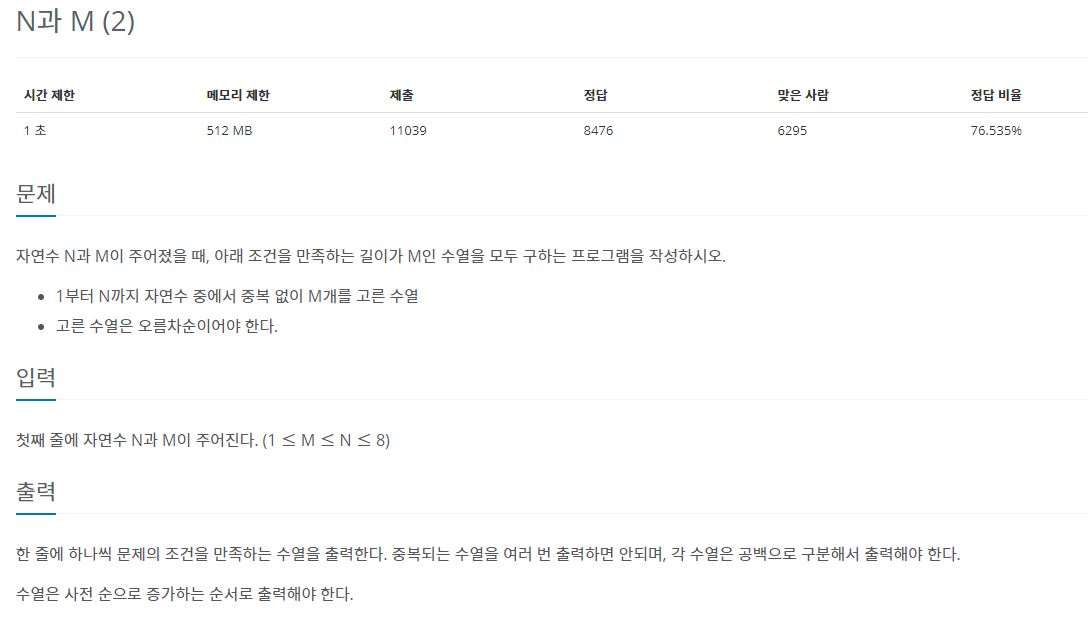 N과 M (2)
시간 제한 메모리 제한 제출 정답 맞은 사람 정답 비율
1 초 512 MB 11039 8476 6295 76.535%
문제
자연수 N과 M이 주어졌을 때, 아래 조건을 만족하는 길이가 M인 수열을 모두 구하는 프로그램을 작성하시오.
• 1부터 N까지 자연수 중에서 중복 없이 M개를 고른 수열
• 고른 수열은 오름차순이어야 한다.
입력
첫째 줄에 자연수 N과 M이 주어진다. (1 ≤ M ≤ N ≤ 8)
출력
한 줄에 하나씩 문제의 조건을 만족하는 수열을 출력한다. 중복되는 수열을 여러 번 출력하면 안되며, 각 수열은 공백으로 구분해서 출력해야 한다.
수열은 사전 순으로 증가하는 순서로 출력해야 한다.